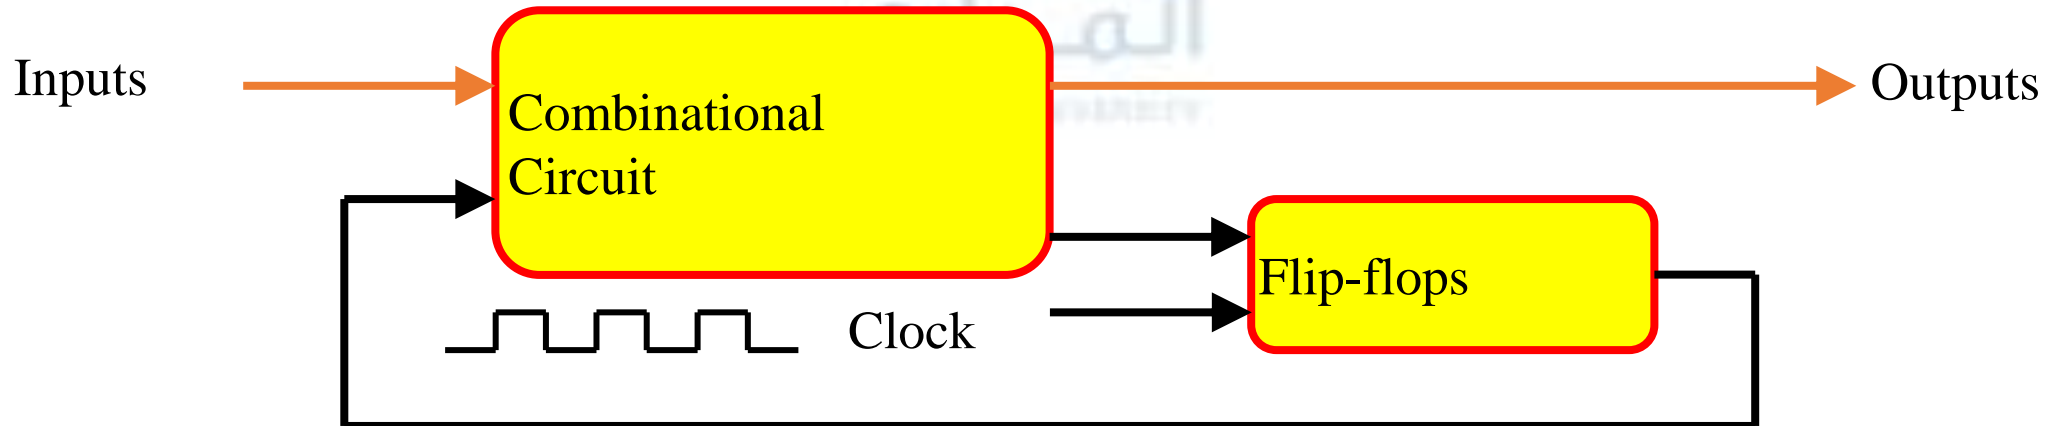 Inputs
Combinational
Circuit
Outputs
Flip-flops
Clock